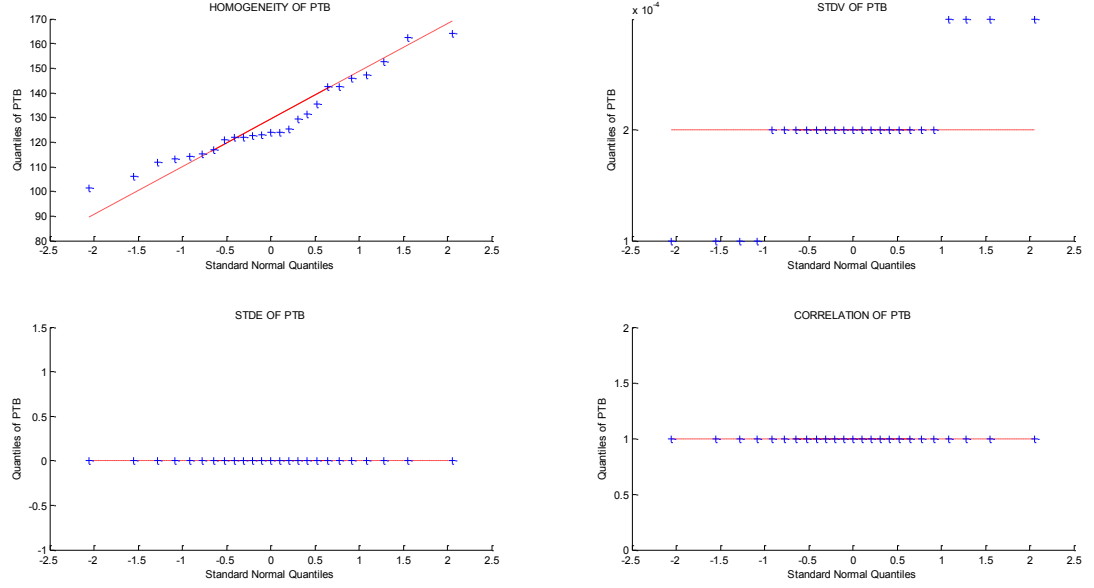 HOMOGENEITY OF PTB
170
160
150
140
130
120
110
100
90
80
Quantiles of PTB
-2.5 -2 -1.5 -1 -0.5 0 0.5 1 1.5 2 2.5
Standard Normal Quantiles
STDV OF PTB
x 10-4
2
1
Quantiles of PTB
-2.5 -2 -1.5 -1 -0.5 0 0.5 1 1.5 2 2.5
Standard Normal Quantiles
STDE OF PTB
1.5
1
0.5
0
-0.5
-1
Quantiles of PTB
-2.5 -2 -1.5 -1 -0.5 0 0.5 1 1.5 2 2.5
Standard Normal Quantiles
CORRELATION OF PTB
2
1.5
1
0.5
0
Quantiles of PTB
-2.5 -2 -1.5 -1 -0.5 0 0.5 1 1.5 2 2.5
Standard Normal Quantiles